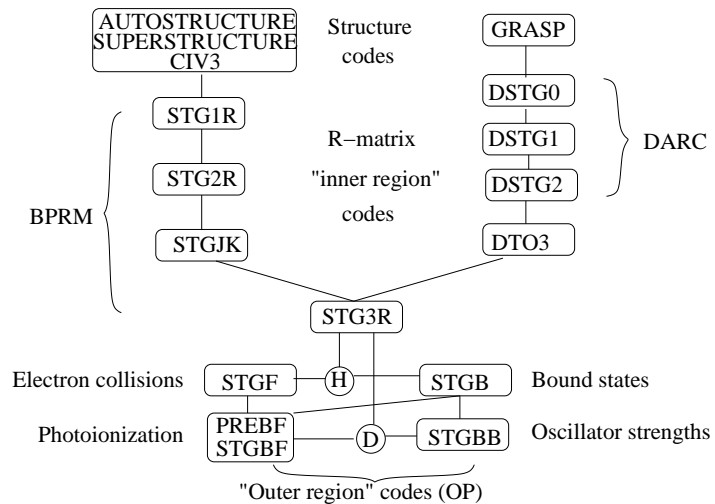 AUTOSTRUCTURE
SUPERSTRUCTURE
CIV3
Structure
codes
GRASP
STG1R
DSTG0
R−matrix
DSTG1
DARC
STG2R
"inner region"
DSTG2
BPRM
codes
STGJK
DTO3
STG3R
Electron collisions
STGF
H
STGB
Bound states
Photoionization
PREBF
STGBF
D
STGBB
Oscillator strengths
"Outer region" codes (OP)